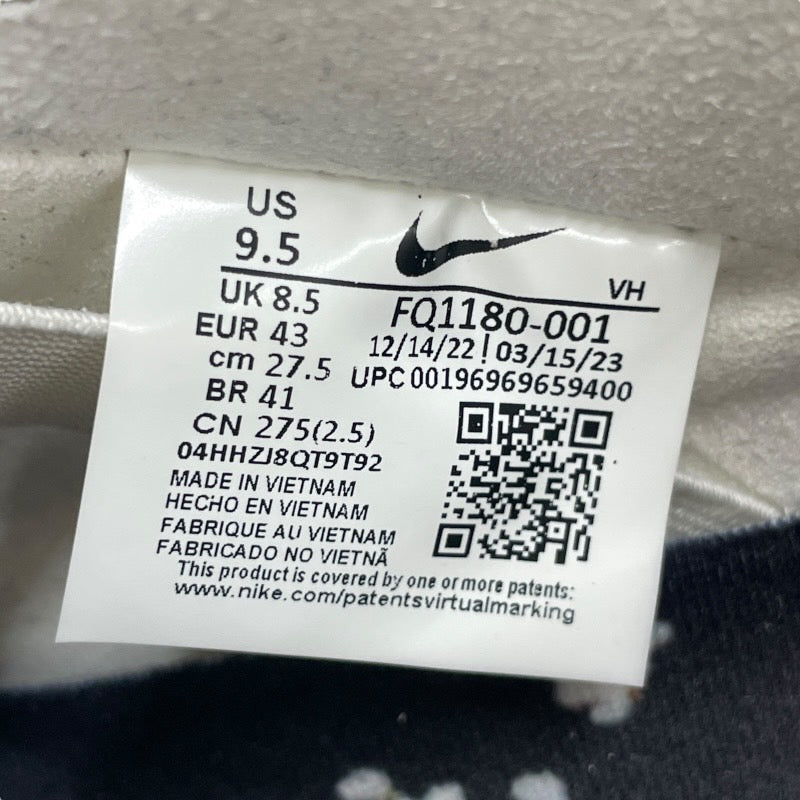 US
9.5
VH
UK 8.5
EUR 43
cm 27.5
BR 41
CN 275(2.5)
FQ1180-001
12/14/22 | 03/15/23
UPC 00196969659400
04HHZJ8QT9T92
MADE IN VIETNAM
HECHO EN VIETNAM
FABRIQUE AU VIETNAM
FABRICADO NO VIETNÃ
This product is covered by one or more patents:
www.nike.com/patentsvirtualmarking